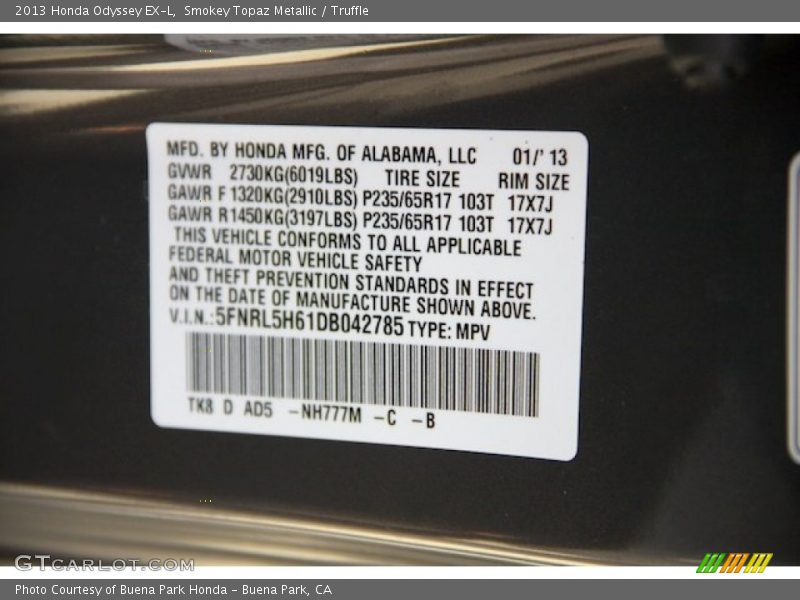 2013 Honda Odyssey EX-L, Smokey Topaz Metallic / Truffle
MFD. BY HONDA MFG. OF ALABAMA, LLC 01/' 13
GVWR 2730KG(6019LBS) TIRE SIZE RIM SIZE
GAWR F 1320KG(2910LBS) P235/65R17 103T 17X7J
GAWR R1450KG(3197LBS) P235/65R17 103T 17X7J
THIS VEHICLE CONFORMS TO ALL APPLICABLE
FEDERAL MOTOR VEHICLE SAFETY
AND THEFT PREVENTION STANDARDS IN EFFECT
ON THE DATE OF MANUFACTURE SHOWN ABOVE.
V.I.N.:5FNRL5H61DB042785 TYPE: MPV
TK8 D AD5 -NH777M -C -B
GTCARLOT.COM
Photo Courtesy of Buena Park Honda - Buena Park, CA